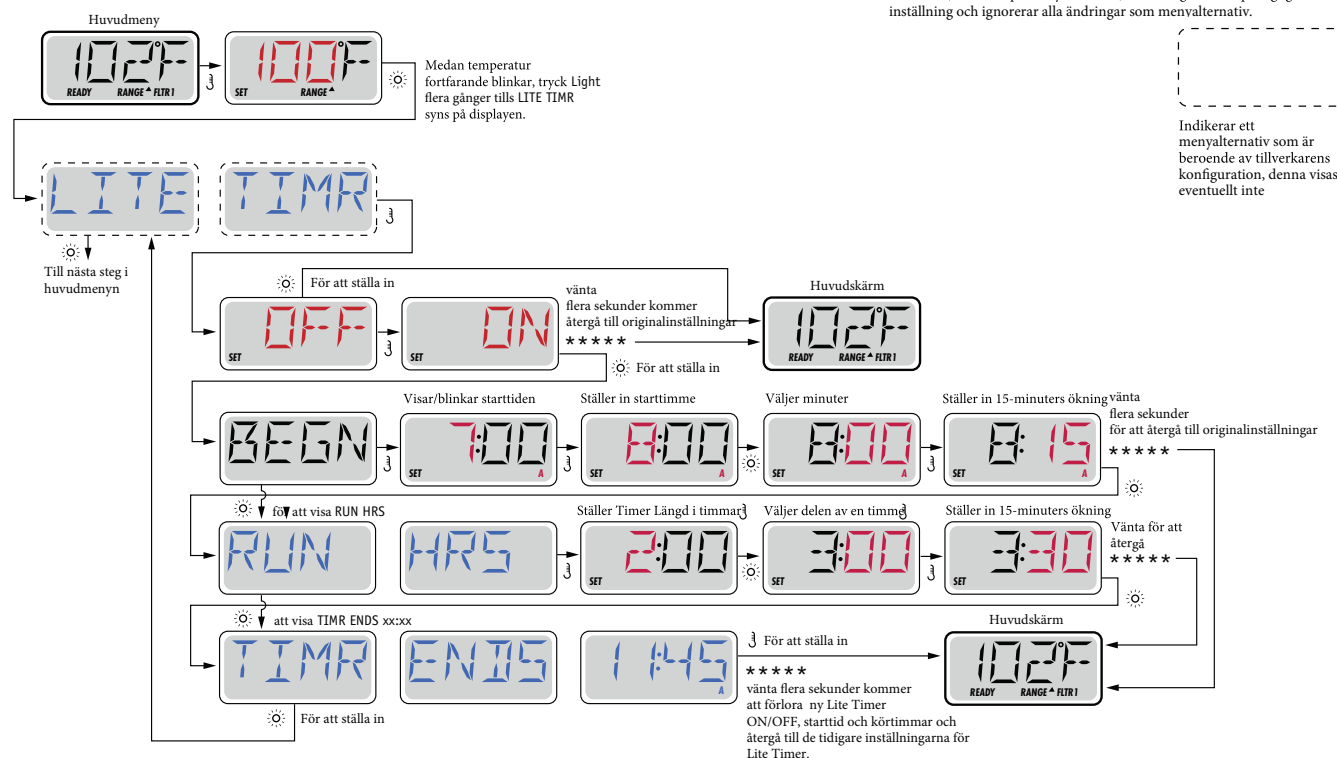 inställning och ignorerar alla ändringar som menyalternativ.
Huvudmeny
102°F
READY RANGE FLTR1
100°F
SET RANGE
Medan temperatur
fortfarande blinkar, tryck Light
flera gånger tills LITE TIMR
syns på displayen.
Indikerar ett
menyalternativ som är
beroende av tillverkarens
konfiguration, denna visas
eventuellt inte
LITE
TIMR
Till nästa steg i
huvudmenyn
För att ställa in
OFF
SET
ON
SET
vänta
flera sekunder kommer
återgå till originalinställningar
*****
Huvudskärm
102°F
READY RANGE FLTR1
För att ställa in
BEGN
Visar/blinkar starttiden
7:00
SET A
Ställer in starttimme
8:00
SET A
Väljer minuter
8:00
SET A
Ställer in 15-minuters ökning
8:15
SET A
vänta
flera sekunder
för att återgå till originalinställningar
*****
för att visa RUN HRS
RUN
HRS
Ställer Timer Längd i timmar
2:00
SET
Väljer delen av en timme
3:00
SET
Ställer in 15-minuters ökning
3:30
SET
Vänta för att
återgå
*****
att visa TIMR ENDS xx:xx
TIMR
ENDS
11:45
A
För att ställa in
För att ställa in
*****
vänta flera sekunder kommer
att förlora ny Lite Timer
ON/OFF, starttid och körtimmar och
återgå till de tidigare inställningarna för
Lite Timer.
Huvudskärm
102°F
READY RANGE FLTR1